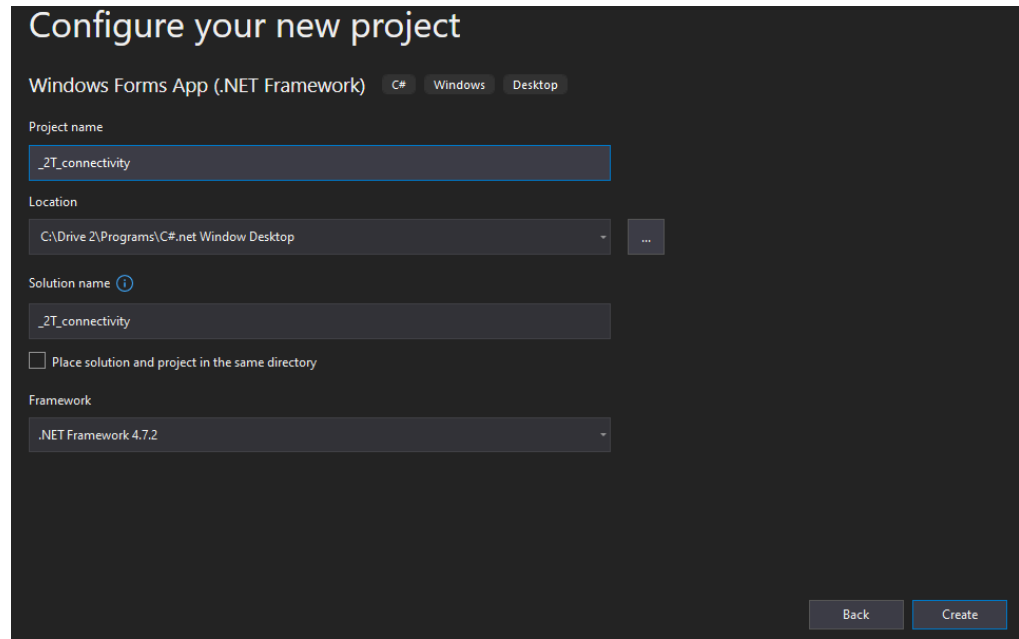 Configure your new project
Windows Forms App (.NET Framework) C# Windows Desktop
Project name
_2T_connectivity
Location
C:\Drive 2\Programs\C#.net Window Desktop
...
Solution name
_2T_connectivity
Place solution and project in the same directory
Framework
.NET Framework 4.7.2
Back Create